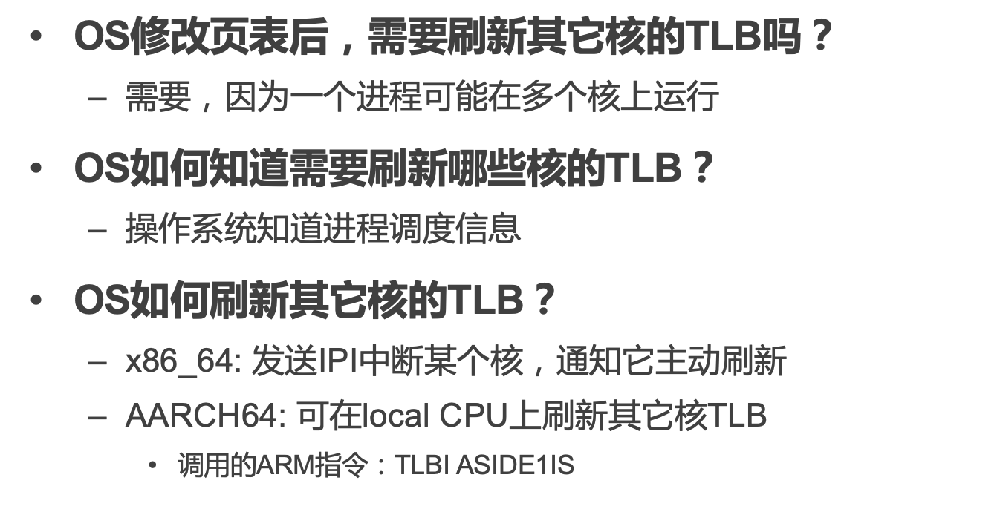 • OS修改页表后，需要刷新其它核的TLB吗？
– 需要，因为一个进程可能在多个核上运行
• OS如何知道需要刷新哪些核的TLB？
– 操作系统知道进程调度信息
• OS如何刷新其它核的TLB？
– x86_64: 发送IPI中断某个核，通知它主动刷新
– AARCH64: 可在local CPU上刷新其它核TLB
• 调用的ARM指令：TLBI ASIDE1IS